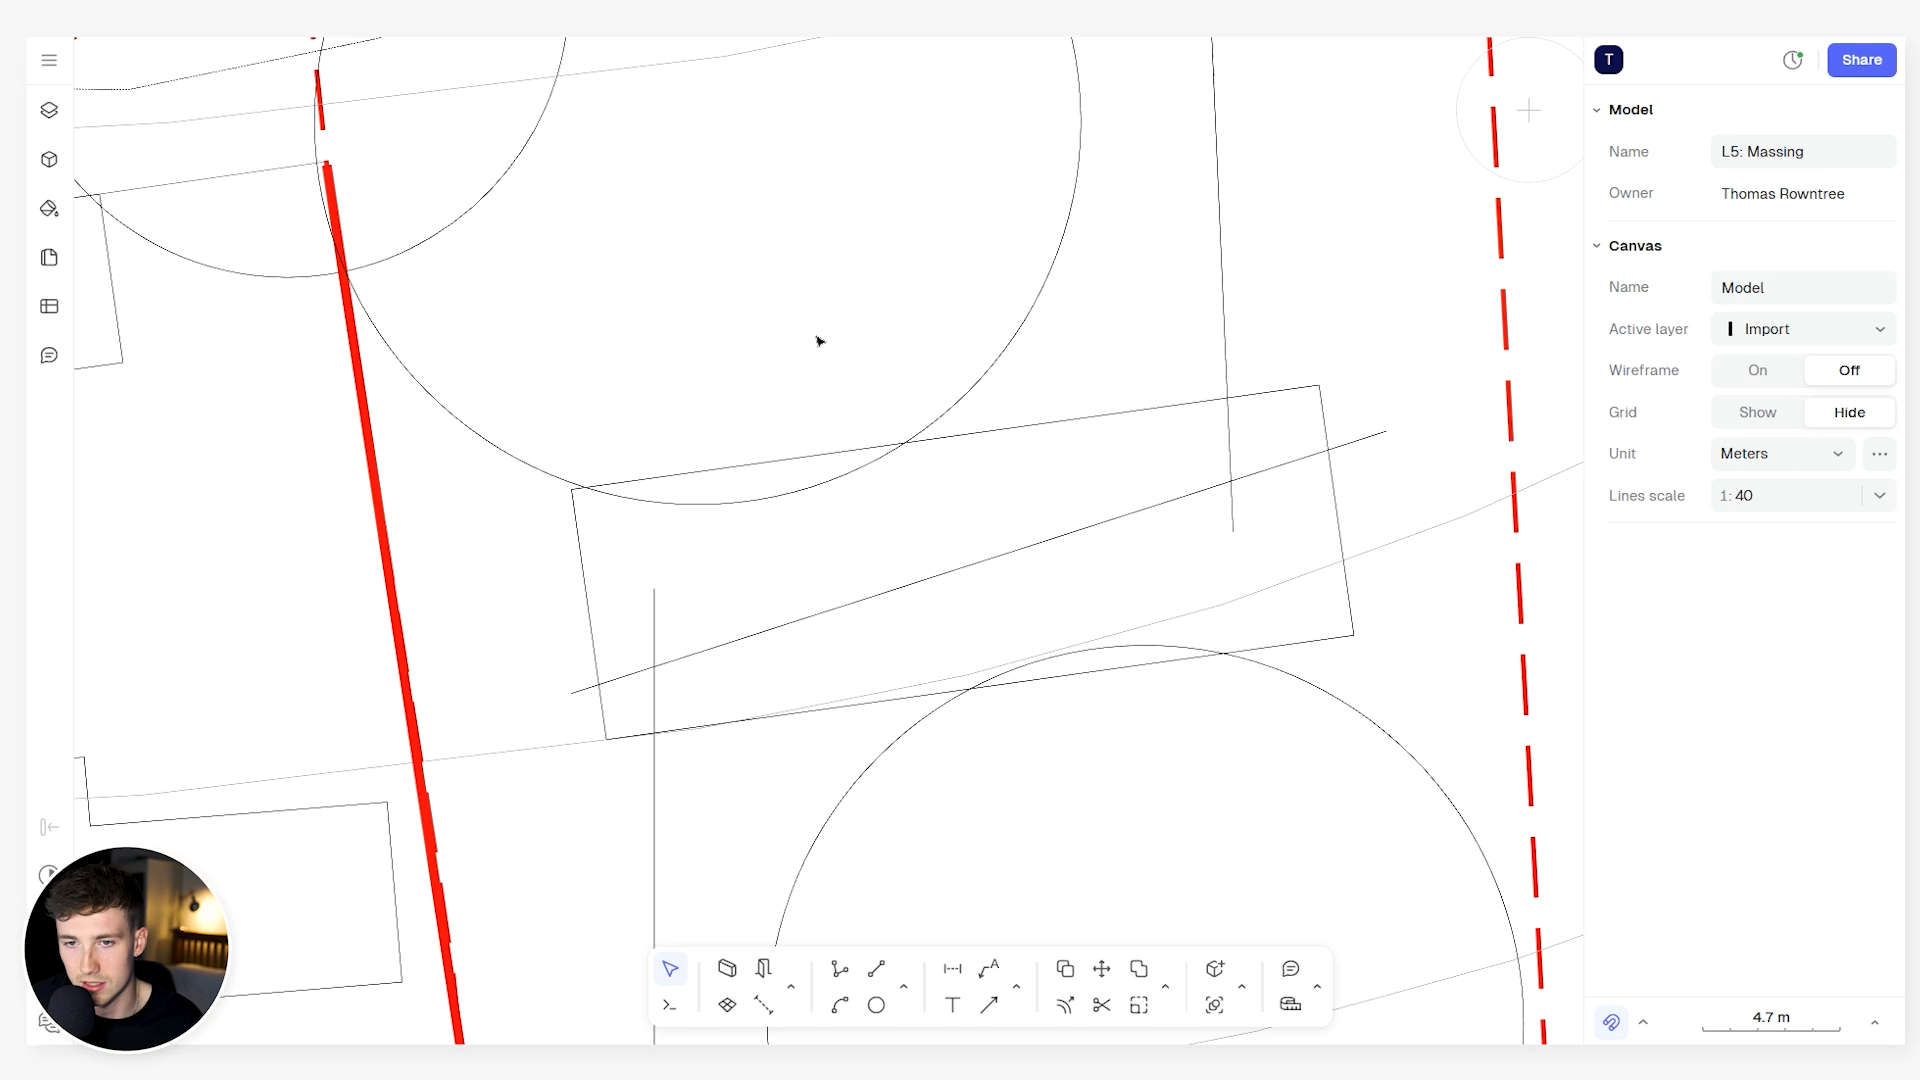 T
Share
Model
Name
L5: Massing
Owner
Thomas Rowntree
Canvas
Name
Model
Active layer
Import
Wireframe
On
Off
Grid
Show
Hide
Unit
Meters
Lines scale
1: 40
4.7 m